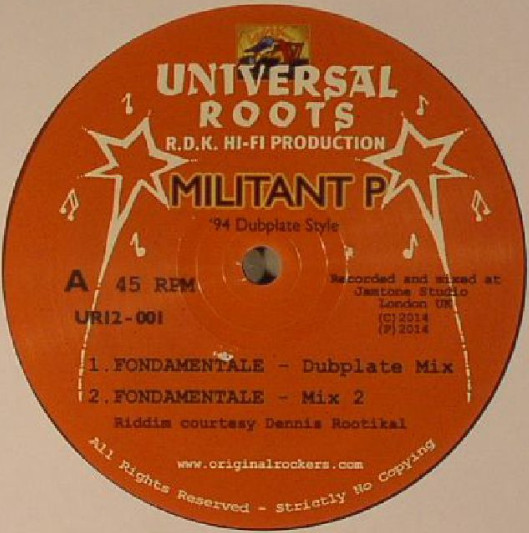 UNIVERSAL
ROOTS
R.D.K. HI-FI PRODUCTION
MILITANT P
'94 Dubplate Style
A 45 RPM
UR12-001
Recorded and mixed at
Jamtone Studio
London UK
(C)2014
(P)2014
1.FONDAMENTALE - Dubplate Mix
2.FONDAMENTALE - Mix 2
Riddim courtesy Dennis Rootikal
www.originalrockers.com
All Rights Reserved - Strictly No Copying